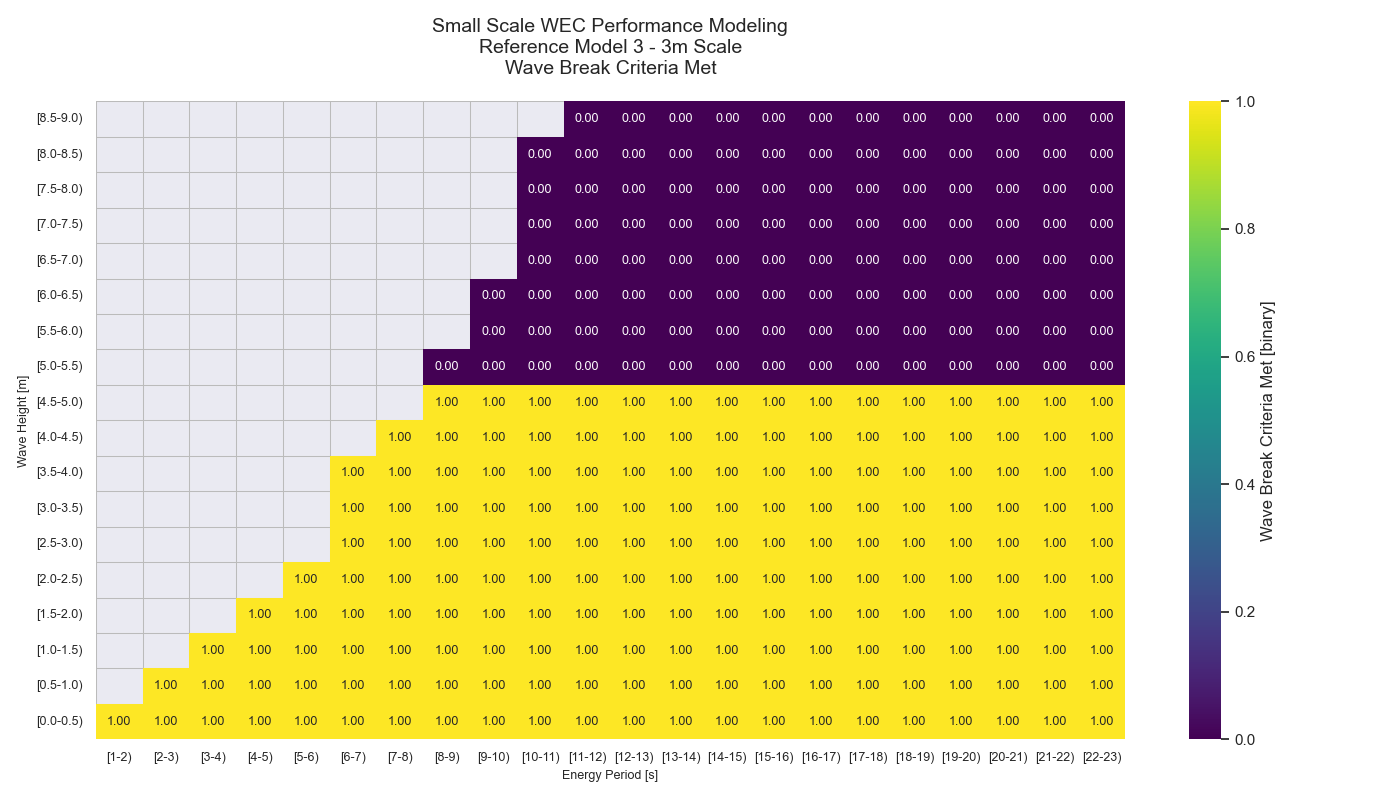 Small Scale WEC Performance Modeling
Reference Model 3 - 3m Scale
Wave Break Criteria Met
[8.5-9.0) 0.00 0.00 0.00 0.00 0.00 0.00 0.00 0.00 0.00 0.00 0.00 0.00
[8.0-8.5) 0.00 0.00 0.00 0.00 0.00 0.00 0.00 0.00 0.00 0.00 0.00 0.00 0.00
[7.5-8.0) 0.00 0.00 0.00 0.00 0.00 0.00 0.00 0.00 0.00 0.00 0.00 0.00 0.00
[7.0-7.5) 0.00 0.00 0.00 0.00 0.00 0.00 0.00 0.00 0.00 0.00 0.00 0.00 0.00
[6.5-7.0) 0.00 0.00 0.00 0.00 0.00 0.00 0.00 0.00 0.00 0.00 0.00 0.00 0.00
[6.0-6.5) 0.00 0.00 0.00 0.00 0.00 0.00 0.00 0.00 0.00 0.00 0.00 0.00 0.00 0.00
[5.5-6.0) 0.00 0.00 0.00 0.00 0.00 0.00 0.00 0.00 0.00 0.00 0.00 0.00 0.00 0.00
[5.0-5.5) 0.00 0.00 0.00 0.00 0.00 0.00 0.00 0.00 0.00 0.00 0.00 0.00 0.00 0.00 0.00
[4.5-5.0) 1.00 1.00 1.00 1.00 1.00 1.00 1.00 1.00 1.00 1.00 1.00 1.00 1.00 1.00 1.00
[4.0-4.5) 1.00 1.00 1.00 1.00 1.00 1.00 1.00 1.00 1.00 1.00 1.00 1.00 1.00 1.00 1.00 1.00
[3.5-4.0) 1.00 1.00 1.00 1.00 1.00 1.00 1.00 1.00 1.00 1.00 1.00 1.00 1.00 1.00 1.00 1.00 1.00
[3.0-3.5) 1.00 1.00 1.00 1.00 1.00 1.00 1.00 1.00 1.00 1.00 1.00 1.00 1.00 1.00 1.00 1.00 1.00
[2.5-3.0) 1.00 1.00 1.00 1.00 1.00 1.00 1.00 1.00 1.00 1.00 1.00 1.00 1.00 1.00 1.00 1.00 1.00
[2.0-2.5) 1.00 1.00 1.00 1.00 1.00 1.00 1.00 1.00 1.00 1.00 1.00 1.00 1.00 1.00 1.00 1.00 1.00 1.00
[1.5-2.0) 1.00 1.00 1.00 1.00 1.00 1.00 1.00 1.00 1.00 1.00 1.00 1.00 1.00 1.00 1.00 1.00 1.00 1.00 1.00
[1.0-1.5) 1.00 1.00 1.00 1.00 1.00 1.00 1.00 1.00 1.00 1.00 1.00 1.00 1.00 1.00 1.00 1.00 1.00 1.00 1.00 1.00
[0.5-1.0) 1.00 1.00 1.00 1.00 1.00 1.00 1.00 1.00 1.00 1.00 1.00 1.00 1.00 1.00 1.00 1.00 1.00 1.00 1.00 1.00 1.00
[0.0-0.5) 1.00 1.00 1.00 1.00 1.00 1.00 1.00 1.00 1.00 1.00 1.00 1.00 1.00 1.00 1.00 1.00 1.00 1.00 1.00 1.00 1.00 1.00
[1-2) [2-3) [3-4) [4-5) [5-6) [6-7) [7-8) [8-9) [9-10) [10-11) [11-12) [12-13) [13-14) [14-15) [15-16) [16-17) [17-18) [18-19) [19-20) [20-21) [21-22) [22-23)
Energy Period [s]
Wave Height [m]
1.0
0.8
0.6
0.4
0.2
0.0
Wave Break Criteria Met [binary]